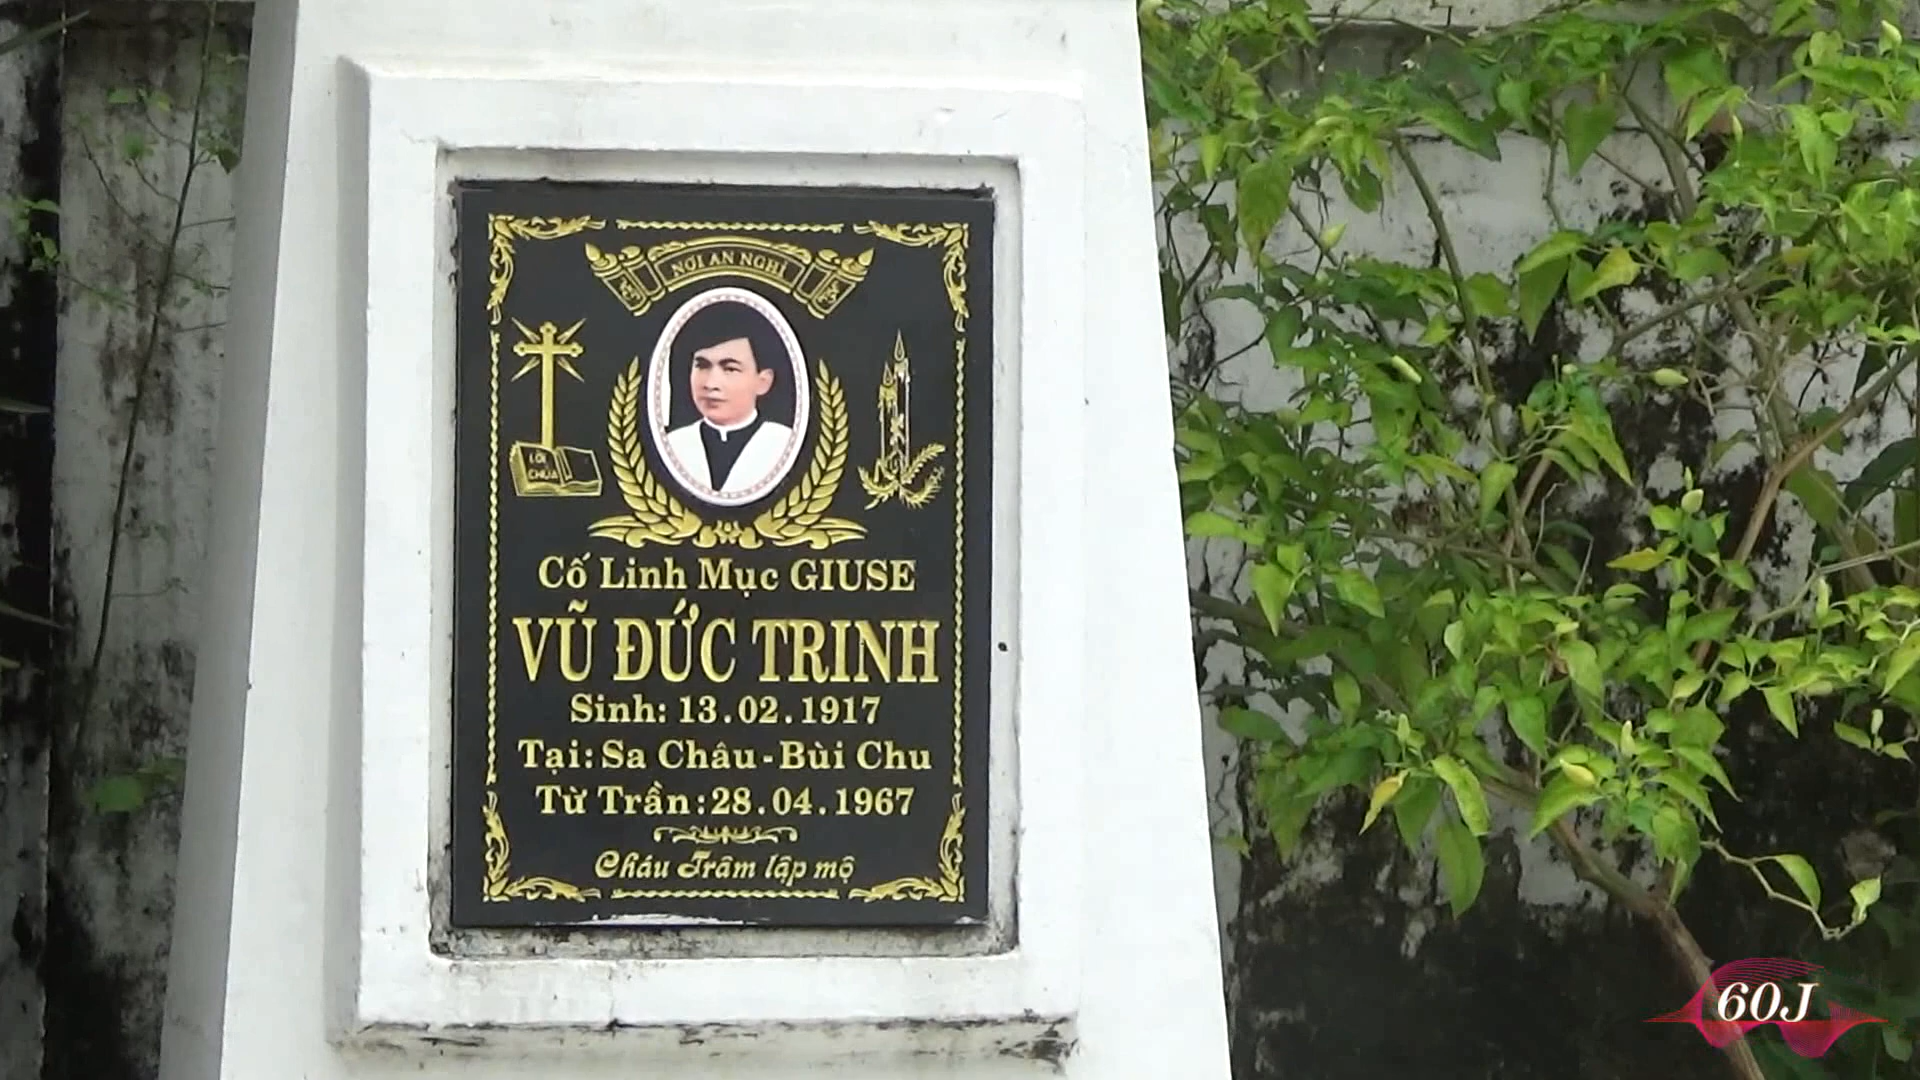 NƠI AN NGHỈ
LỜI
CHÚA
Cố Linh Mục GIUSE
VŨ ĐỨC TRINH
Sinh: 13.02.1917
Tại: Sa Châu - Bùi Chu
Từ Trần: 28.04.1967
Cháu Trâm lập mộ
60J